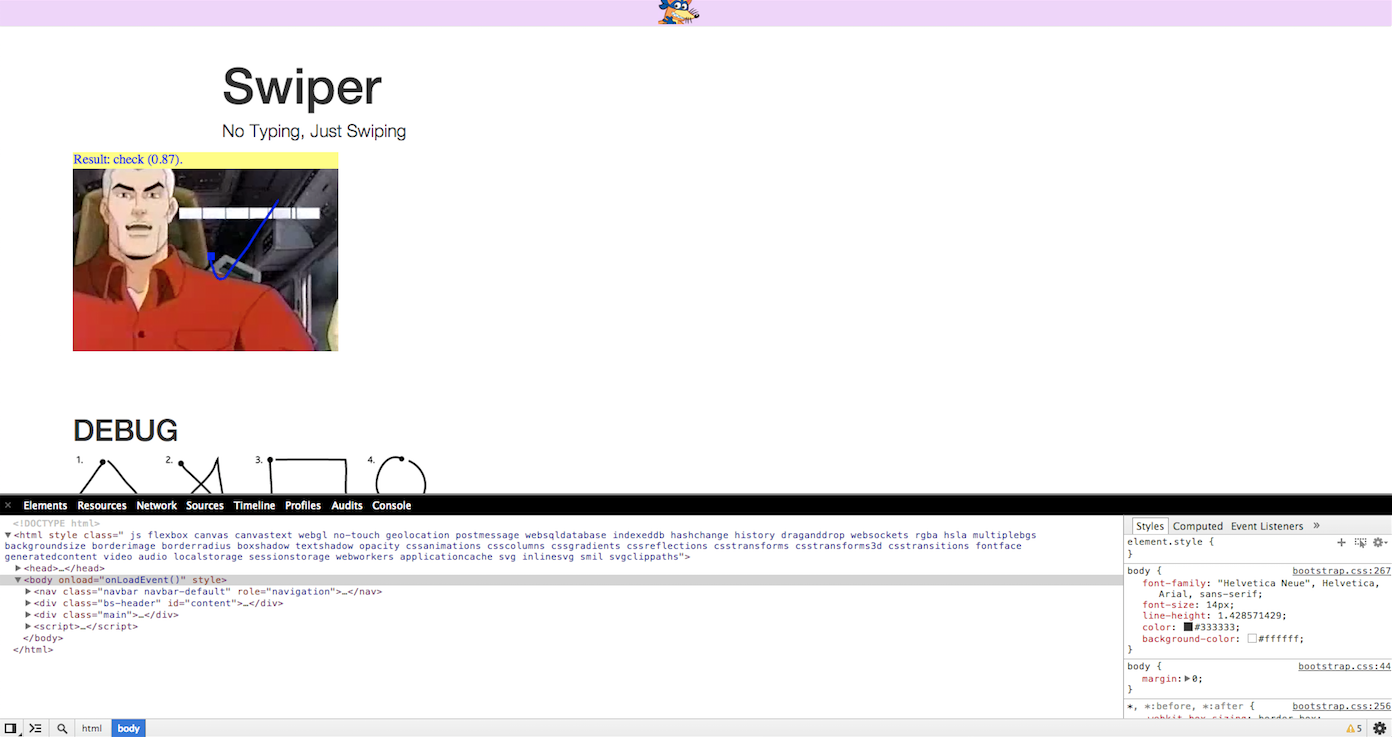 Swiper
No Typing, Just Swiping
Result: check (0.87).
DEBUG
1. 2. 3. 4.
× Elements Resources Network Sources Timeline Profiles Audits Console
<!DOCTYPE html>
▼<html style class=" js flexbox canvas canvastext webgl no-touch geolocation postmessage websqldatabase indexeddb hashchange history draganddrop websockets rgba hsla multiplebgs
backgroundsize borderimage borderradius boxshadow textshadow opacity cssanimations csscolumns cssgradients cssreflections csstransforms csstransforms3d csstransitions fontface
generatedcontent video audio localstorage sessionstorage webworkers applicationcache svg inlinesvg smil svgclippaths">
▶<head>…</head>
▼<body onload="onLoadEvent()" style>
▶<nav class="navbar navbar-default" role="navigation">…</nav>
▶<div class="bs-header" id="content">…</div>
▶<div class="main">…</div>
▶<script>…</script>
</body>
</html>
Styles Computed Event Listeners »
element.style {
}
body { bootstrap.css:267
font-family: "Helvetica Neue", Helvetica,
Arial, sans-serif;
font-size: 14px;
line-height: 1.428571429;
color: #333333;
background-color: #ffffff;
}
body { bootstrap.css:44
margin:▶0;
}
*, *:before, *:after { bootstrap.css:256
-webkit-box-sizing: border-box;
html body
5